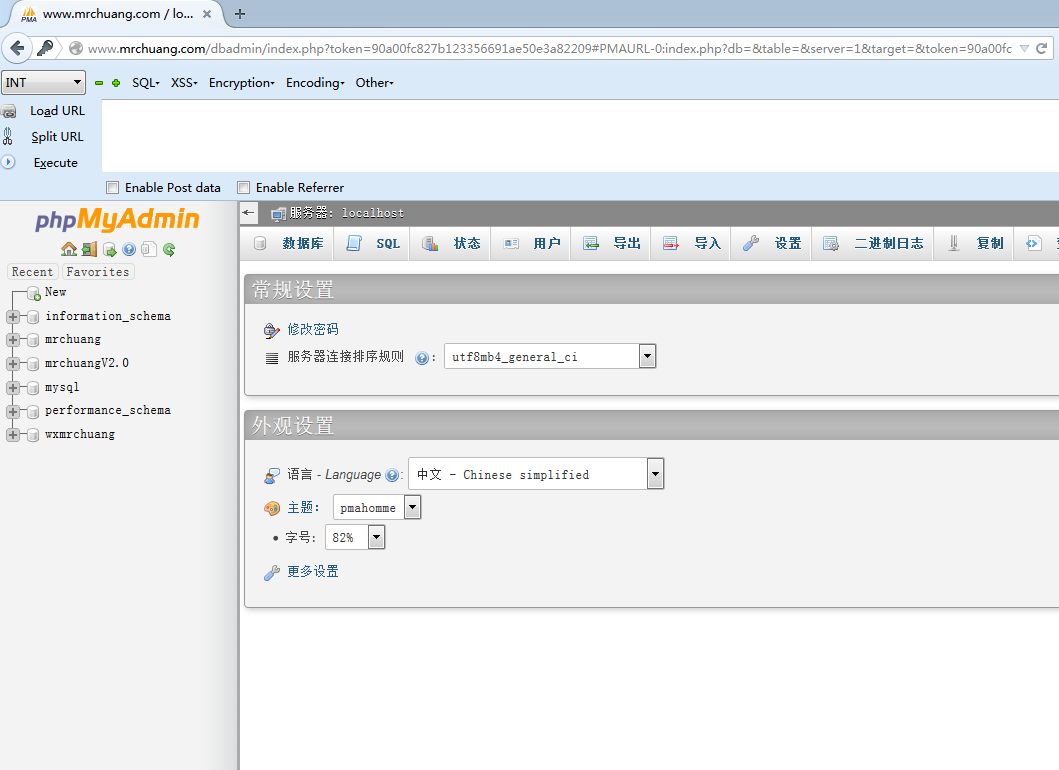 www.mrchuang.com / lo...
www.mrchuang.com/dbadmin/index.php?token=90a00fc827b123356691ae50e3a82209#PMAURL-0:index.php?db=&table=&server=1&target=&token=90a00fc
INT SQL XSS Encryption Encoding Other
Load URL
Split URL
Execute
Enable Post data Enable Referrer
phpMyAdmin
Recent Favorites
New
information_schema
mrchuang
mrchuangV2.0
mysql
performance_schema
wxmrchuang
服务器: localhost
数据库 SQL 状态 用户 导出 导入 设置 二进制日志 复制
常规设置
修改密码
服务器连接排序规则 : utf8mb4_general_ci
外观设置
语言 - Language : 中文 - Chinese simplified
主题: pmahomme
• 字号: 82%
更多设置